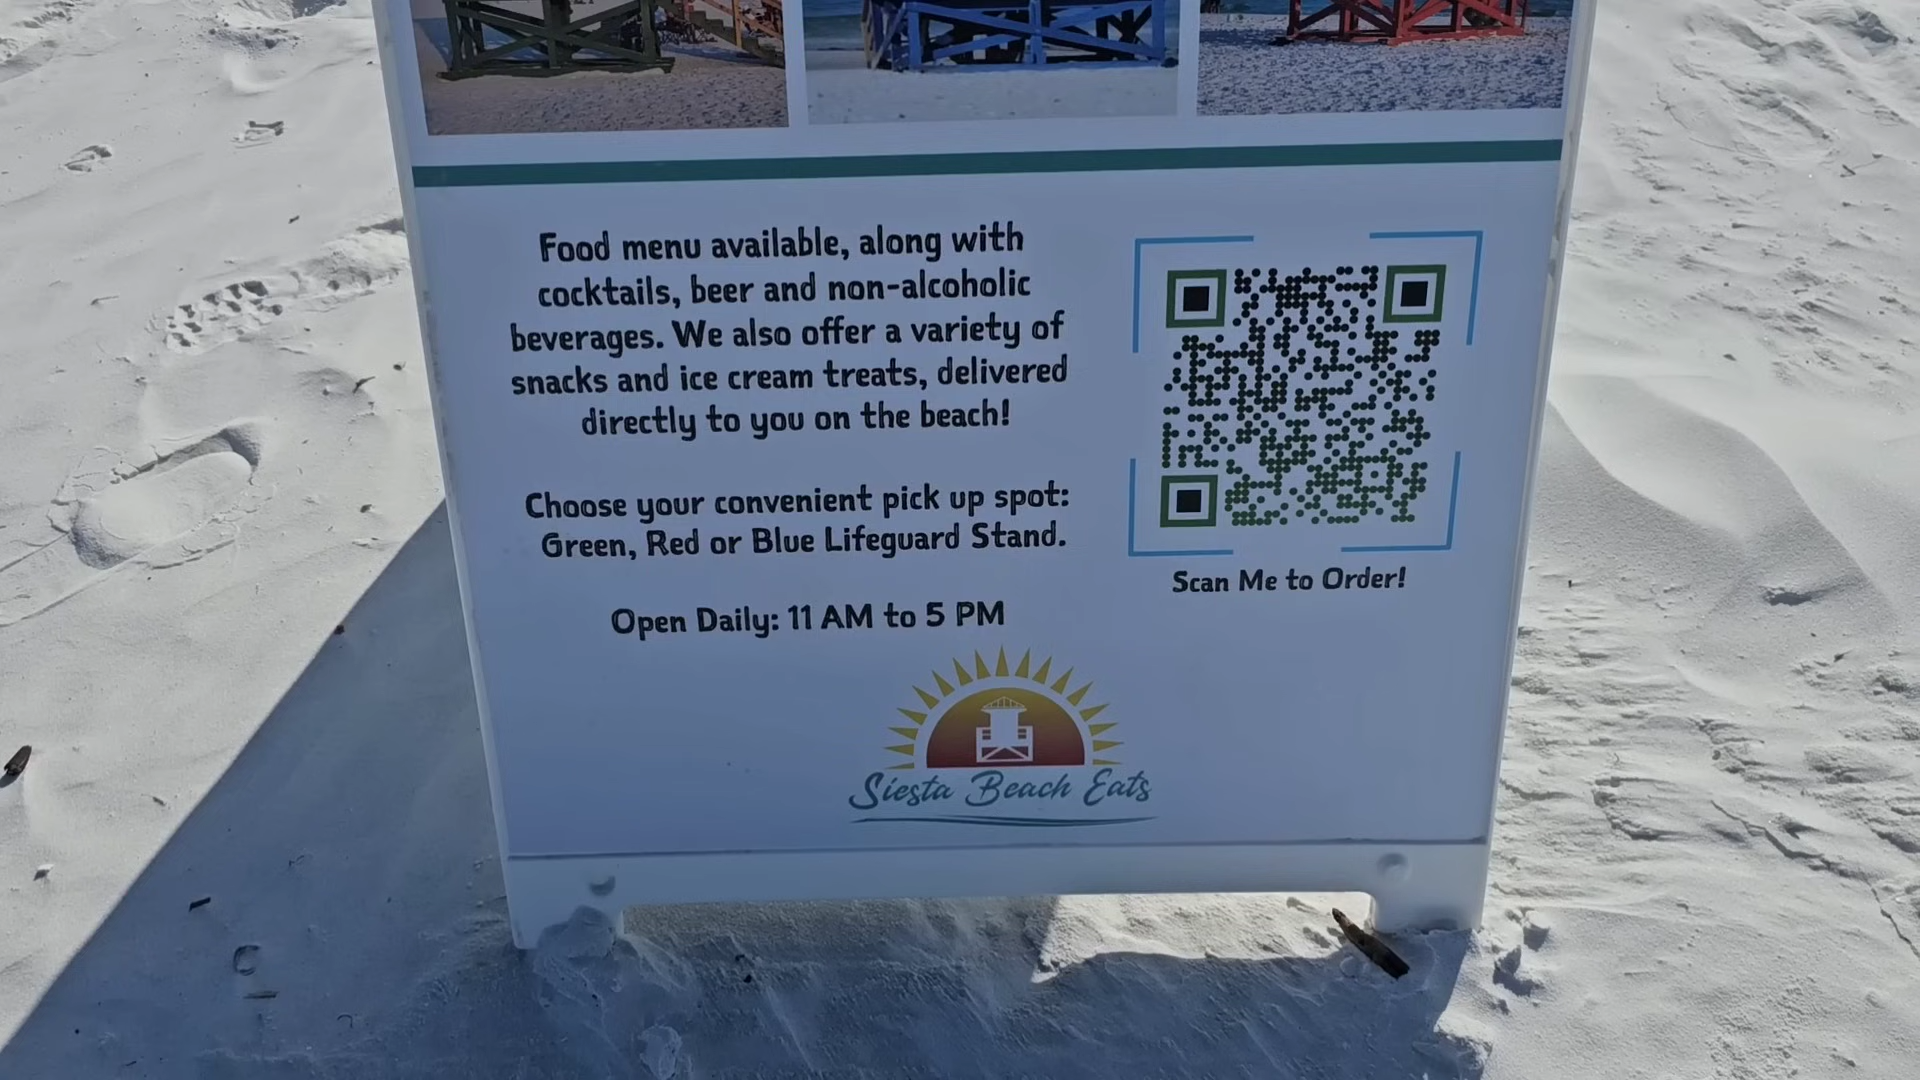 Food menu available, along with
cocktails, beer and non-alcoholic
beverages. We also offer a variety of
snacks and ice cream treats, delivered
directly to you on the beach!
Choose your convenient pick up spot:
Green, Red or Blue Lifeguard Stand.
Open Daily: 11 AM to 5 PM
Scan Me to Order!
Siesta Beach Eats